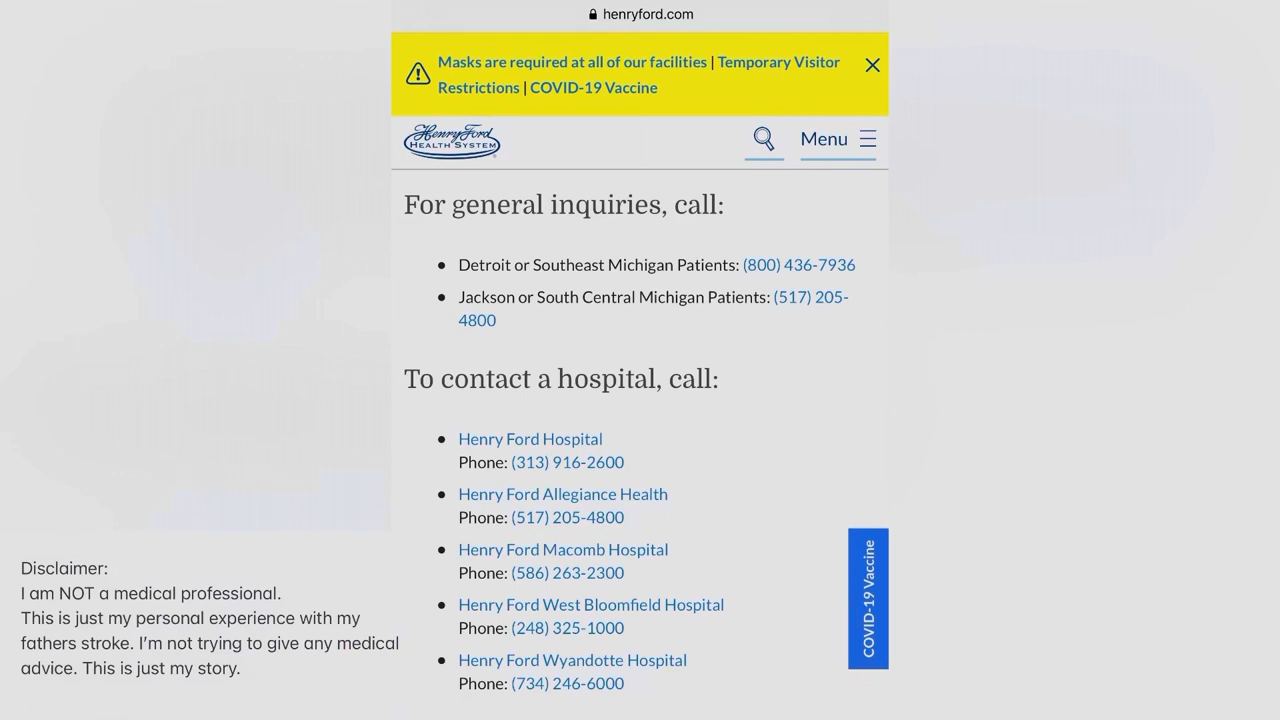 henryford.com
Masks are required at all of our facilities | Temporary Visitor
Restrictions | COVID-19 Vaccine
Henry Ford
HEALTH SYSTEM
Menu
For general inquiries, call:
Detroit or Southeast Michigan Patients: (800) 436-7936
Jackson or South Central Michigan Patients: (517) 205-
4800
To contact a hospital, call:
Henry Ford Hospital
Phone: (313) 916-2600
Henry Ford Allegiance Health
Phone: (517) 205-4800
Henry Ford Macomb Hospital
Phone: (586) 263-2300
Henry Ford West Bloomfield Hospital
Phone: (248) 325-1000
Henry Ford Wyandotte Hospital
Phone: (734) 246-6000
COVID-19 Vaccine
Disclaimer:
I am NOT a medical professional.
This is just my personal experience with my
fathers stroke. I’m not trying to give any medical
advice. This is just my story.